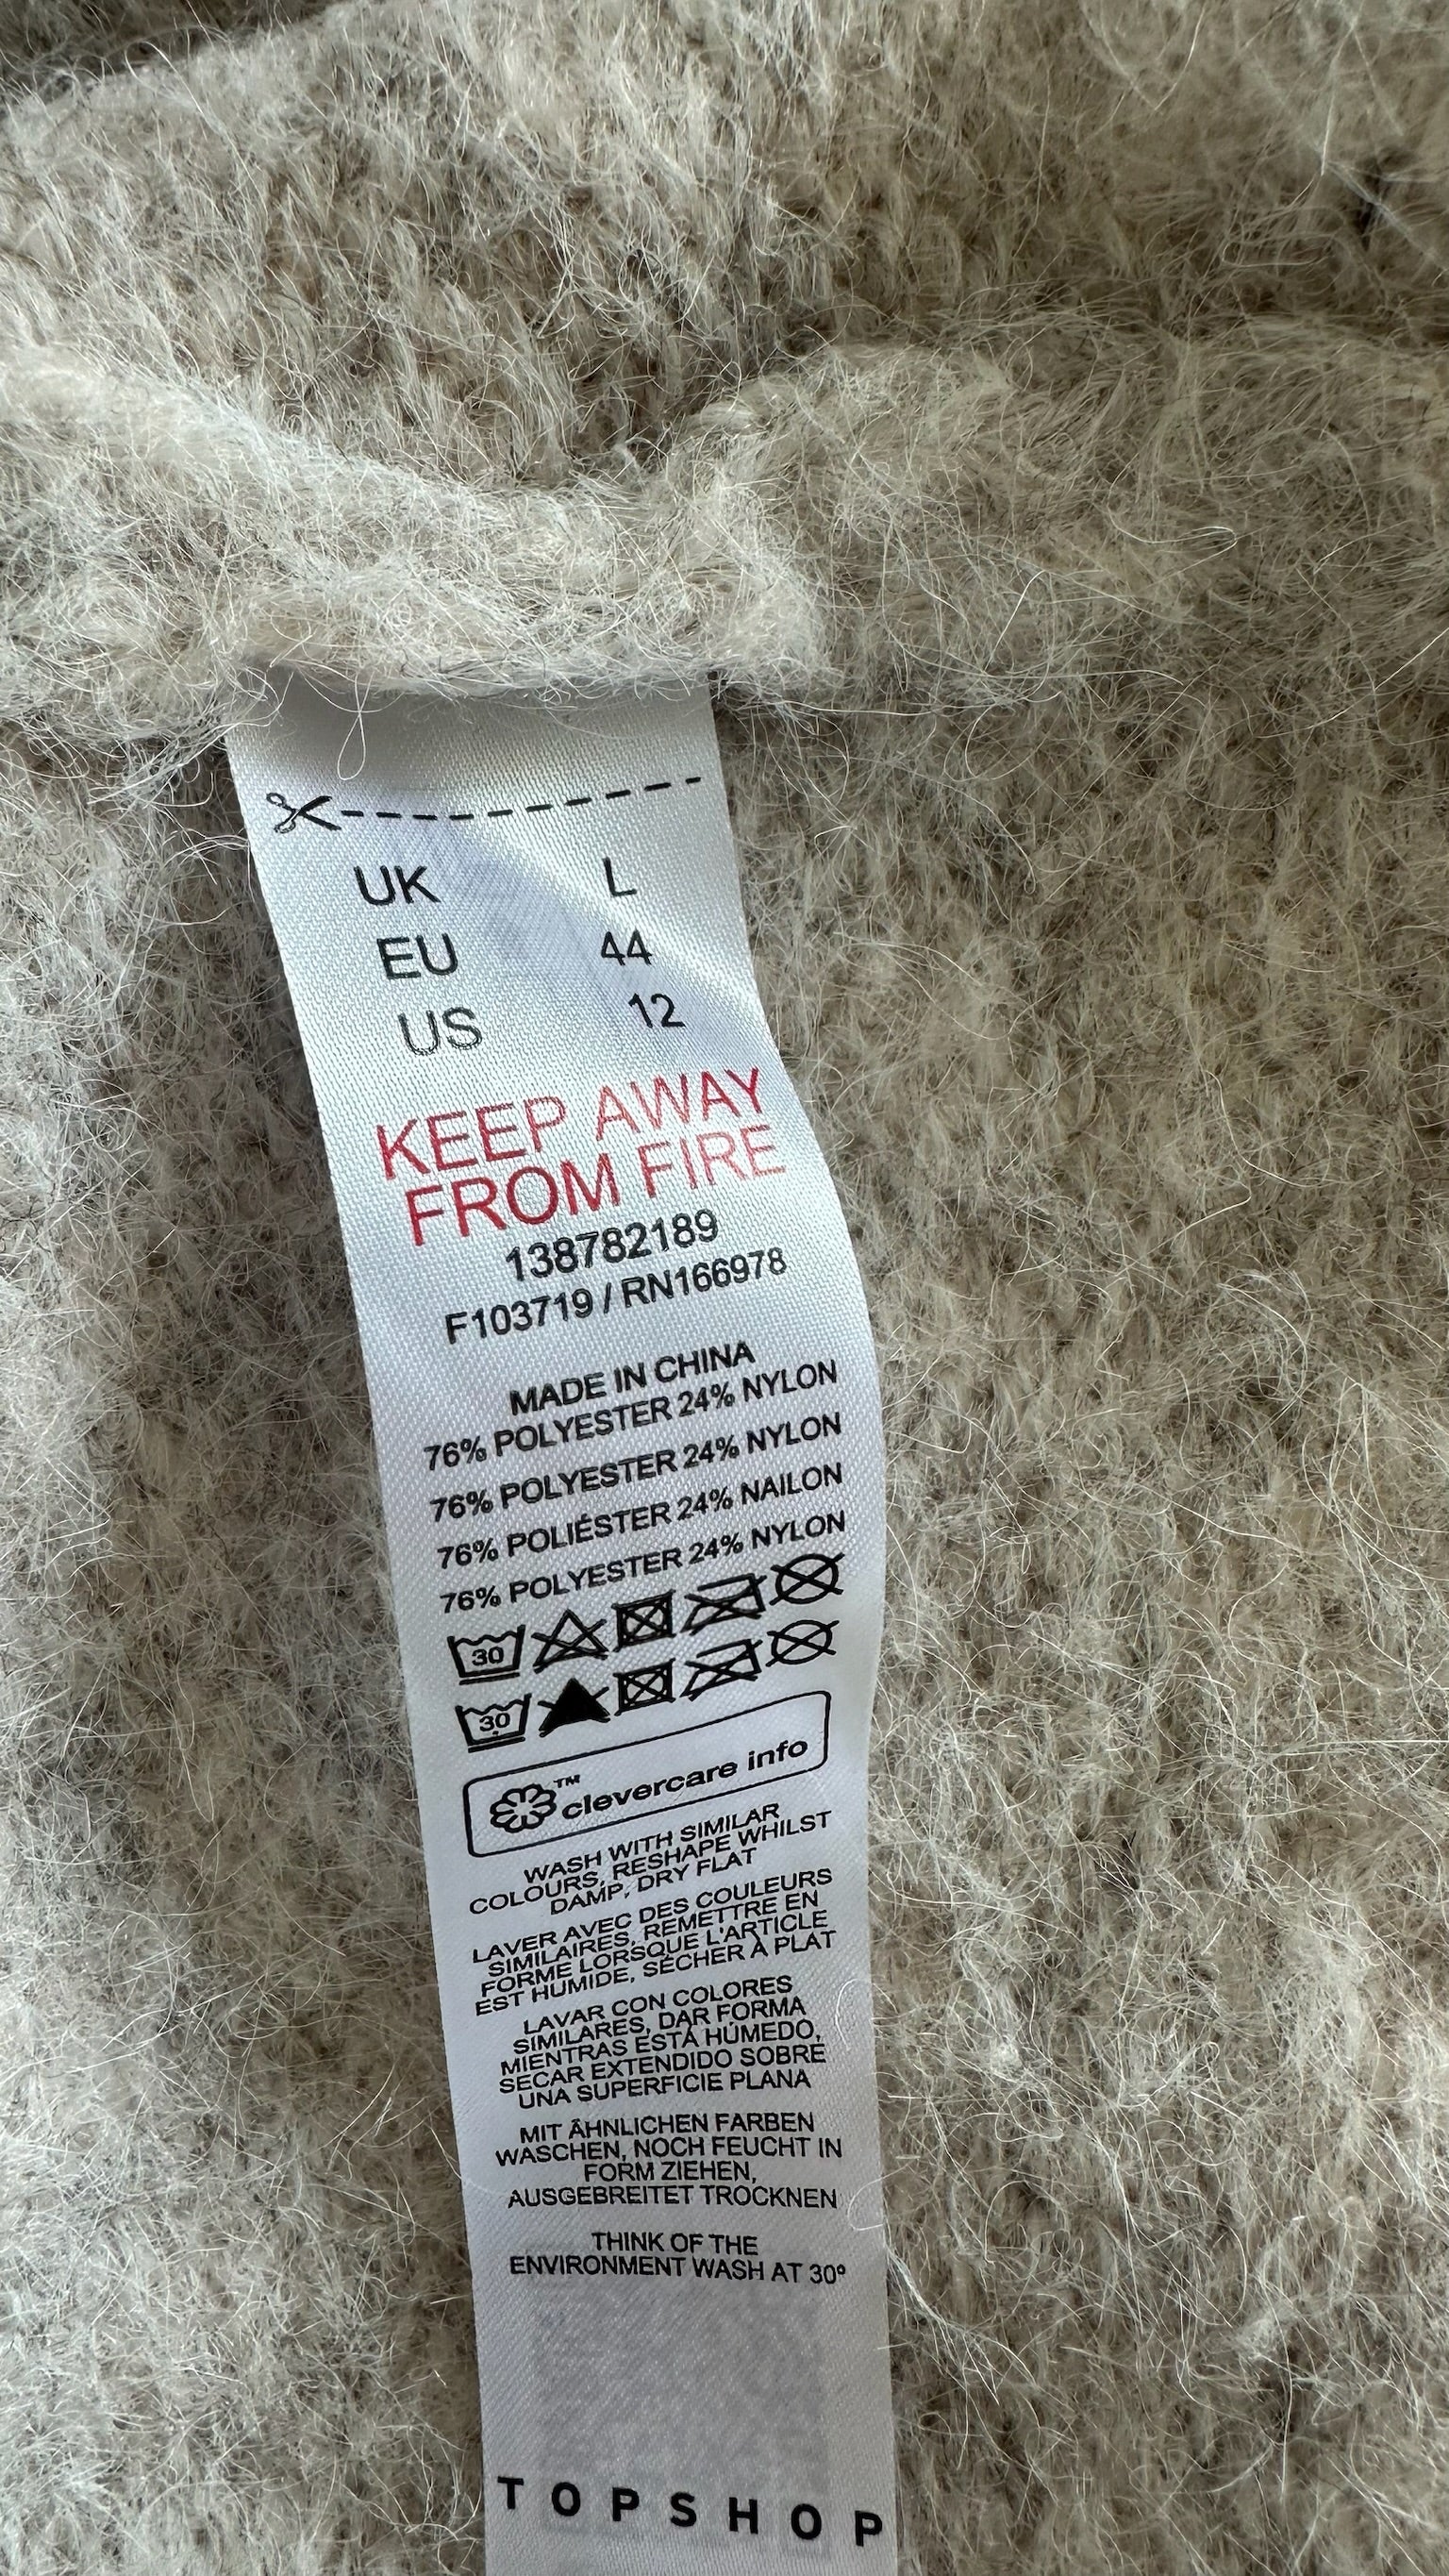 UK L
EU 44
US 12
KEEP AWAY
FROM FIRE
138782189
F103719 / RN166978
MADE IN CHINA
76% POLYESTER 24% NYLON
76% POLYESTER 24% NYLON
76% POLIÉSTER 24% NAILON
76% POLYESTER 24% NYLON
30
30
™ clevercare info
WASH WITH SIMILAR
COLOURS, RESHAPE WHILST
DAMP, DRY FLAT
LAVER AVEC DES COULEURS
SIMILAIRES, REMETTRE EN
FORME LORSQUE L'ARTICLE
EST HUMIDE, SÉCHER À PLAT
LAVAR CON COLORES
SIMILARES, DAR FORMA
MIENTRAS ESTÁ HÚMEDO,
SECAR EXTENDIDO SOBRE
UNA SUPERFICIE PLANA
MIT ÄHNLICHEN FARBEN
WASCHEN, NOCH FEUCHT IN
FORM ZIEHEN,
AUSGEBREITET TROCKNEN
THINK OF THE
ENVIRONMENT WASH AT 30º
TOPSHOP